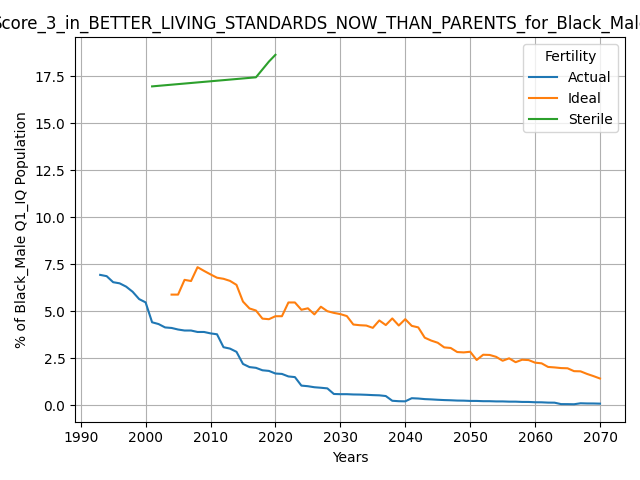 Score_3_in_BETTER_LIVING_STANDARDS_NOW_THAN_PARENTS_for_Black_Male
% of Black_Male Q1_IQ Population
17.5
15.0
12.5
10.0
7.5
5.0
2.5
0.0
Fertility
Actual
Ideal
Sterile
1990 2000 2010 2020 2030 2040 2050 2060 2070
Years